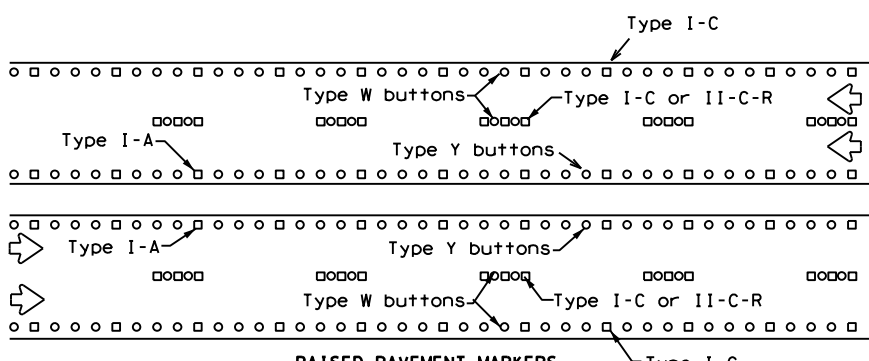 Type I-C
Type W buttons
Type I-C or II-C-R
Type I-A
Type Y buttons
Type I-A
Type Y buttons
Type W buttons
Type I-C or II-C-R
RAISED PAVEMENT MARKERS
Type I-C